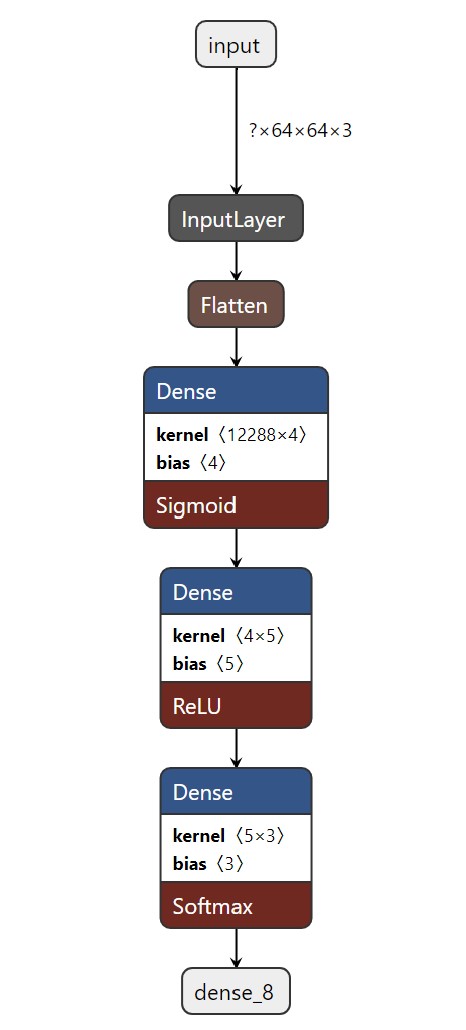 input
?×64×64×3
InputLayer
Flatten
Dense
kernel 〈12288×4〉
bias 〈4〉
Sigmoid
Dense
kernel 〈4×5〉
bias 〈5〉
ReLU
Dense
kernel 〈5×3〉
bias 〈3〉
Softmax
dense_8